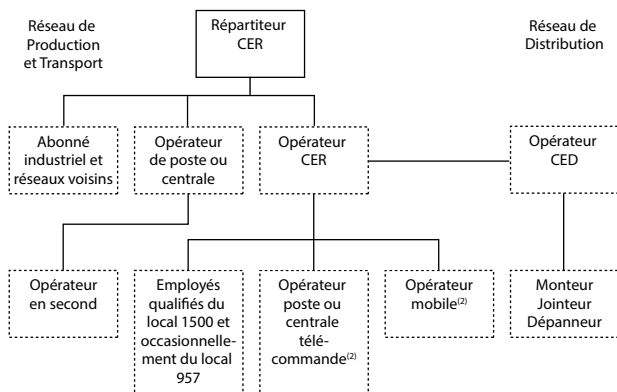 Réseau de
Production
et Transport
Répartiteur
CER
Réseau de
Distribution
Abonné
industriel et
réseaux voisins
Opérateur
de poste ou
centrale
Opérateur
CER
Opérateur
CED
Opérateur
en second
Employés
qualifiés du
local 1500 et
occasionnelle-
ment du local
957
Opérateur
poste ou
centrale
télé-
commande(2)
Opérateur
mobile(2)
Monteur
Jointeur
Dépanneur